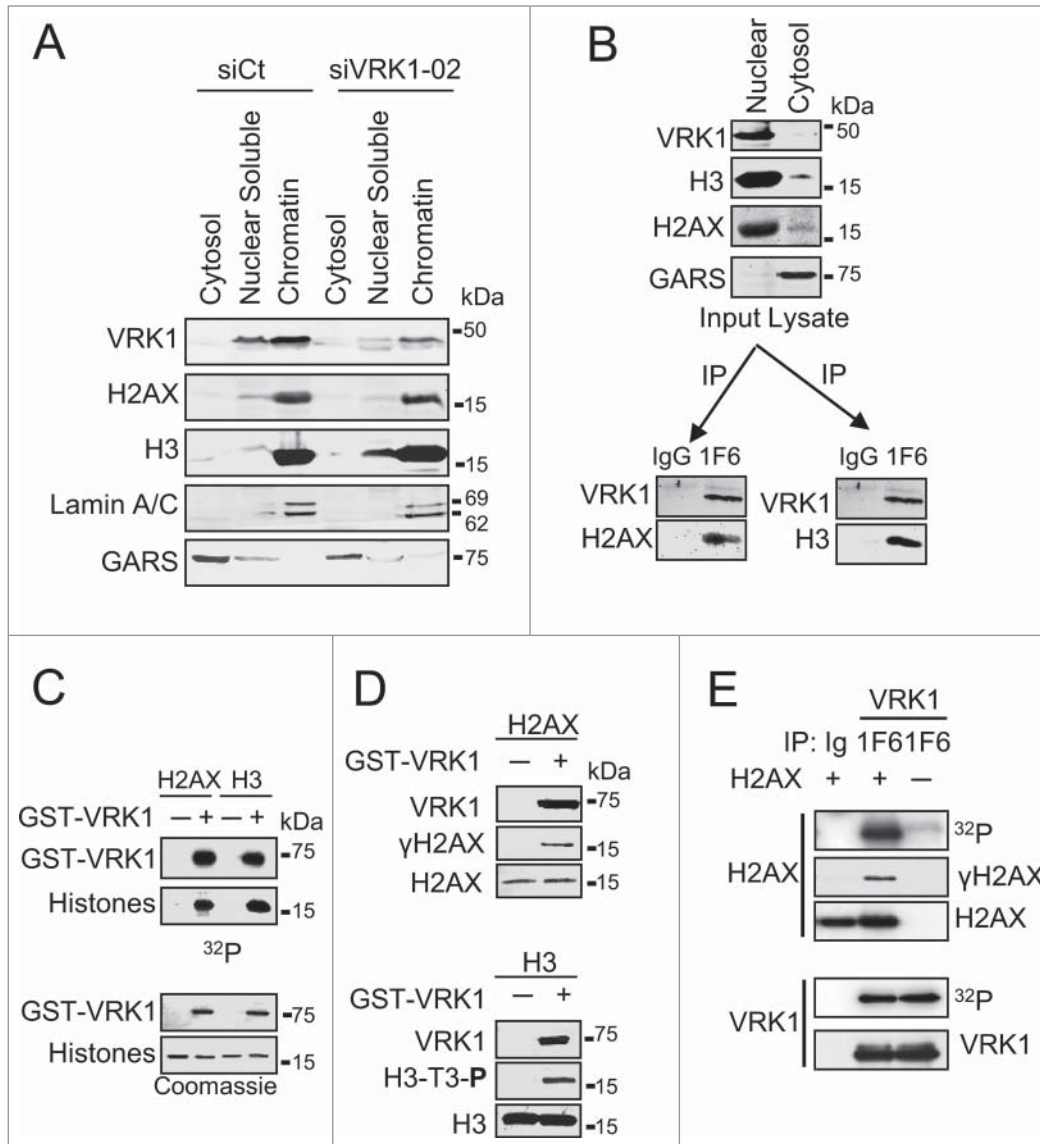 A
siCt siVRK1-02
Cytosol
Nuclear Soluble
Chromatin
Cytosol
Nuclear Soluble
Chromatin
kDa
VRK1 50
H2AX 15
H3 15
Lamin A/C 69
62
GARS 75
B
Nuclear
Cytosol
kDa
VRK1 50
H3 15
H2AX 15
GARS 75
Input Lysate
IP IP
IgG 1F6
VRK1
H2AX
IgG 1F6
VRK1
H3
C
H2AX H3
GST-VRK1 — + — + kDa
GST-VRK1 75
Histones 15
³²P
GST-VRK1 75
Histones 15
Coomassie
D
H2AX
GST-VRK1 — + kDa
VRK1 75
γH2AX 15
H2AX 15
H3
GST-VRK1 — +
VRK1 75
H3-T3-P 15
H3 15
E
VRK1
IP: Ig 1F6 1F6
H2AX + + —
H2AX
³²P
γH2AX
H2AX
VRK1
³²P
VRK1